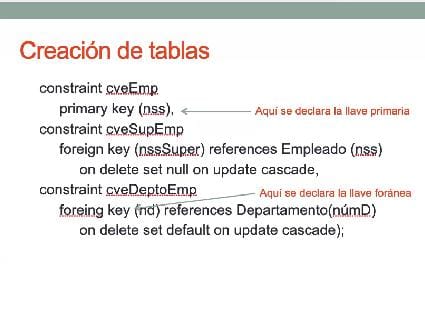 Creación de tablas
constraint cveEmp
primary key (nss),
Aquí se declara la llave primaria
constraint cveSupEmp
foreign key (nssSuper) references Empleado (nss)
on delete set null on update cascade,
constraint cveDeptoEmp
Aquí se declara la llave foránea
foreing key (nd) references Departamento(númD)
on delete set default on update cascade);